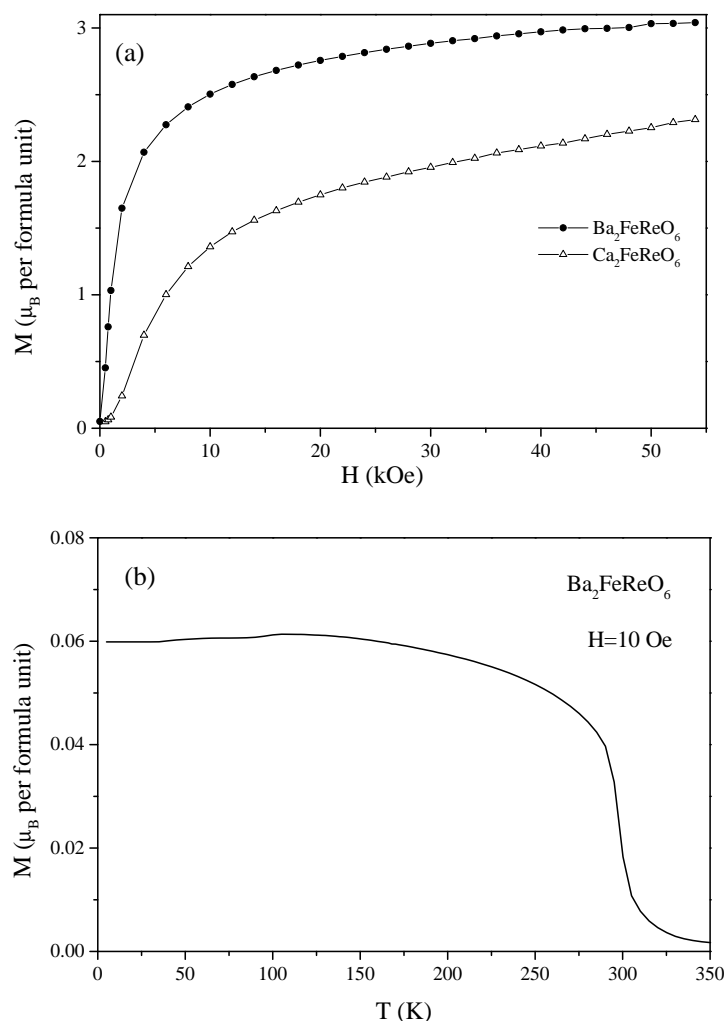 (a)
3
2
1
0
M (μ_B per formula unit)
Ba₂FeReO₆
Ca₂FeReO₆
0 10 20 30 40 50
H (kOe)
(b)
Ba₂FeReO₆
H=10 Oe
0.08
0.06
0.04
0.02
0.00
M (μ_B per formula unit)
0 50 100 150 200 250 300 350
T (K)